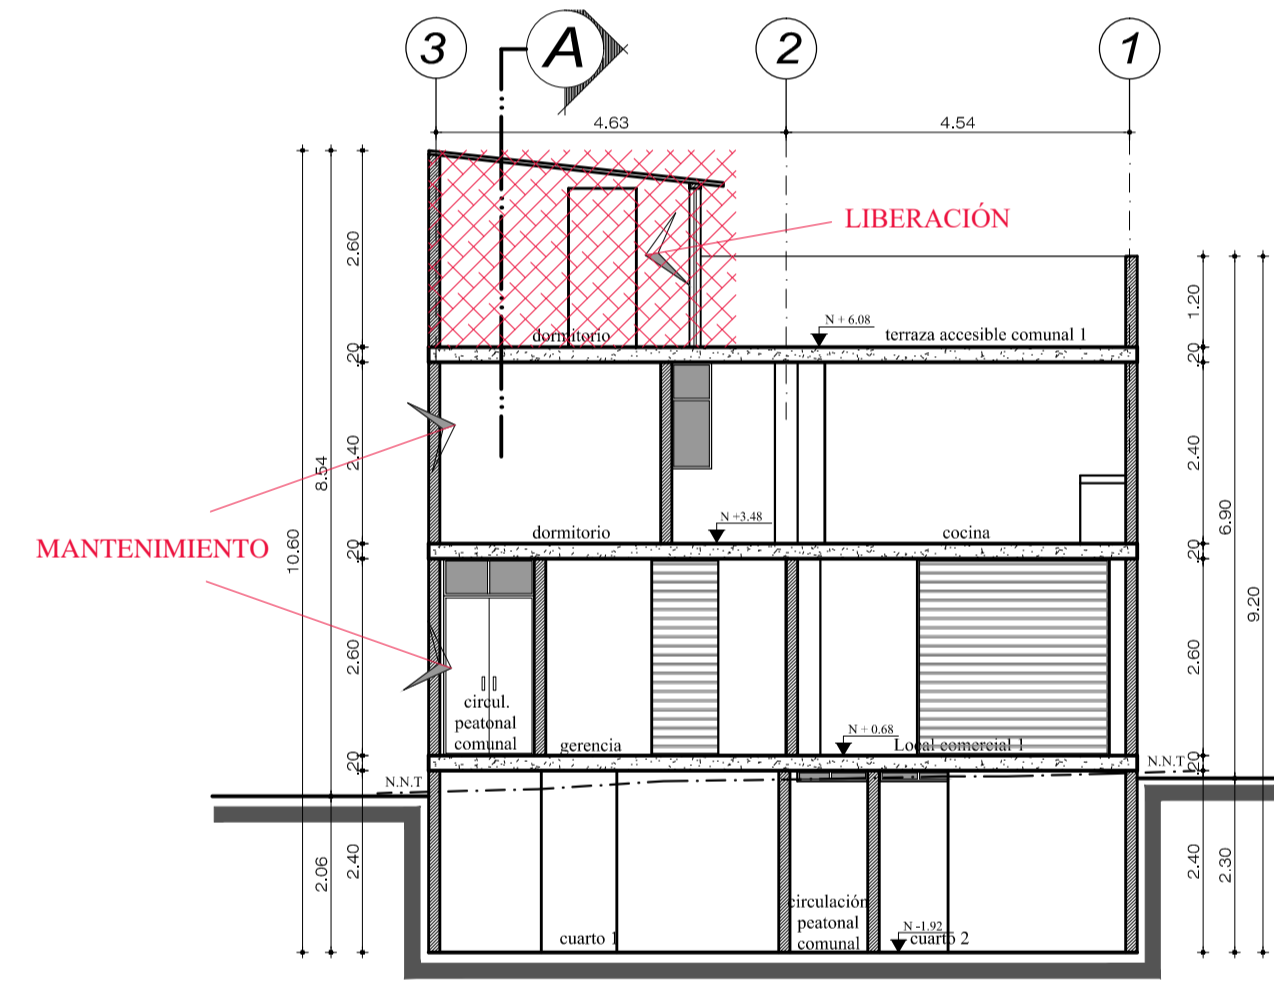 3
A
2
1
4.63
4.54
LIBERACIÓN
2.60
1.20
N + 6.08
dormitorio
terraza accesible comunal 1
.20
.20
8.54
2.40
2.40
6.90
N +3.48
MANTENIMIENTO
dormitorio
cocina
10.60
.20
.20
9.20
2.60
2.60
circul.
peatonal
comunal
gerencia
N + 0.68
Local comercial 1
.20
.20
N.N.T
N.N.T
2.06
2.40
2.40
2.30
circulación
peatonal
comunal
N -1.92
cuarto 1
cuarto 2